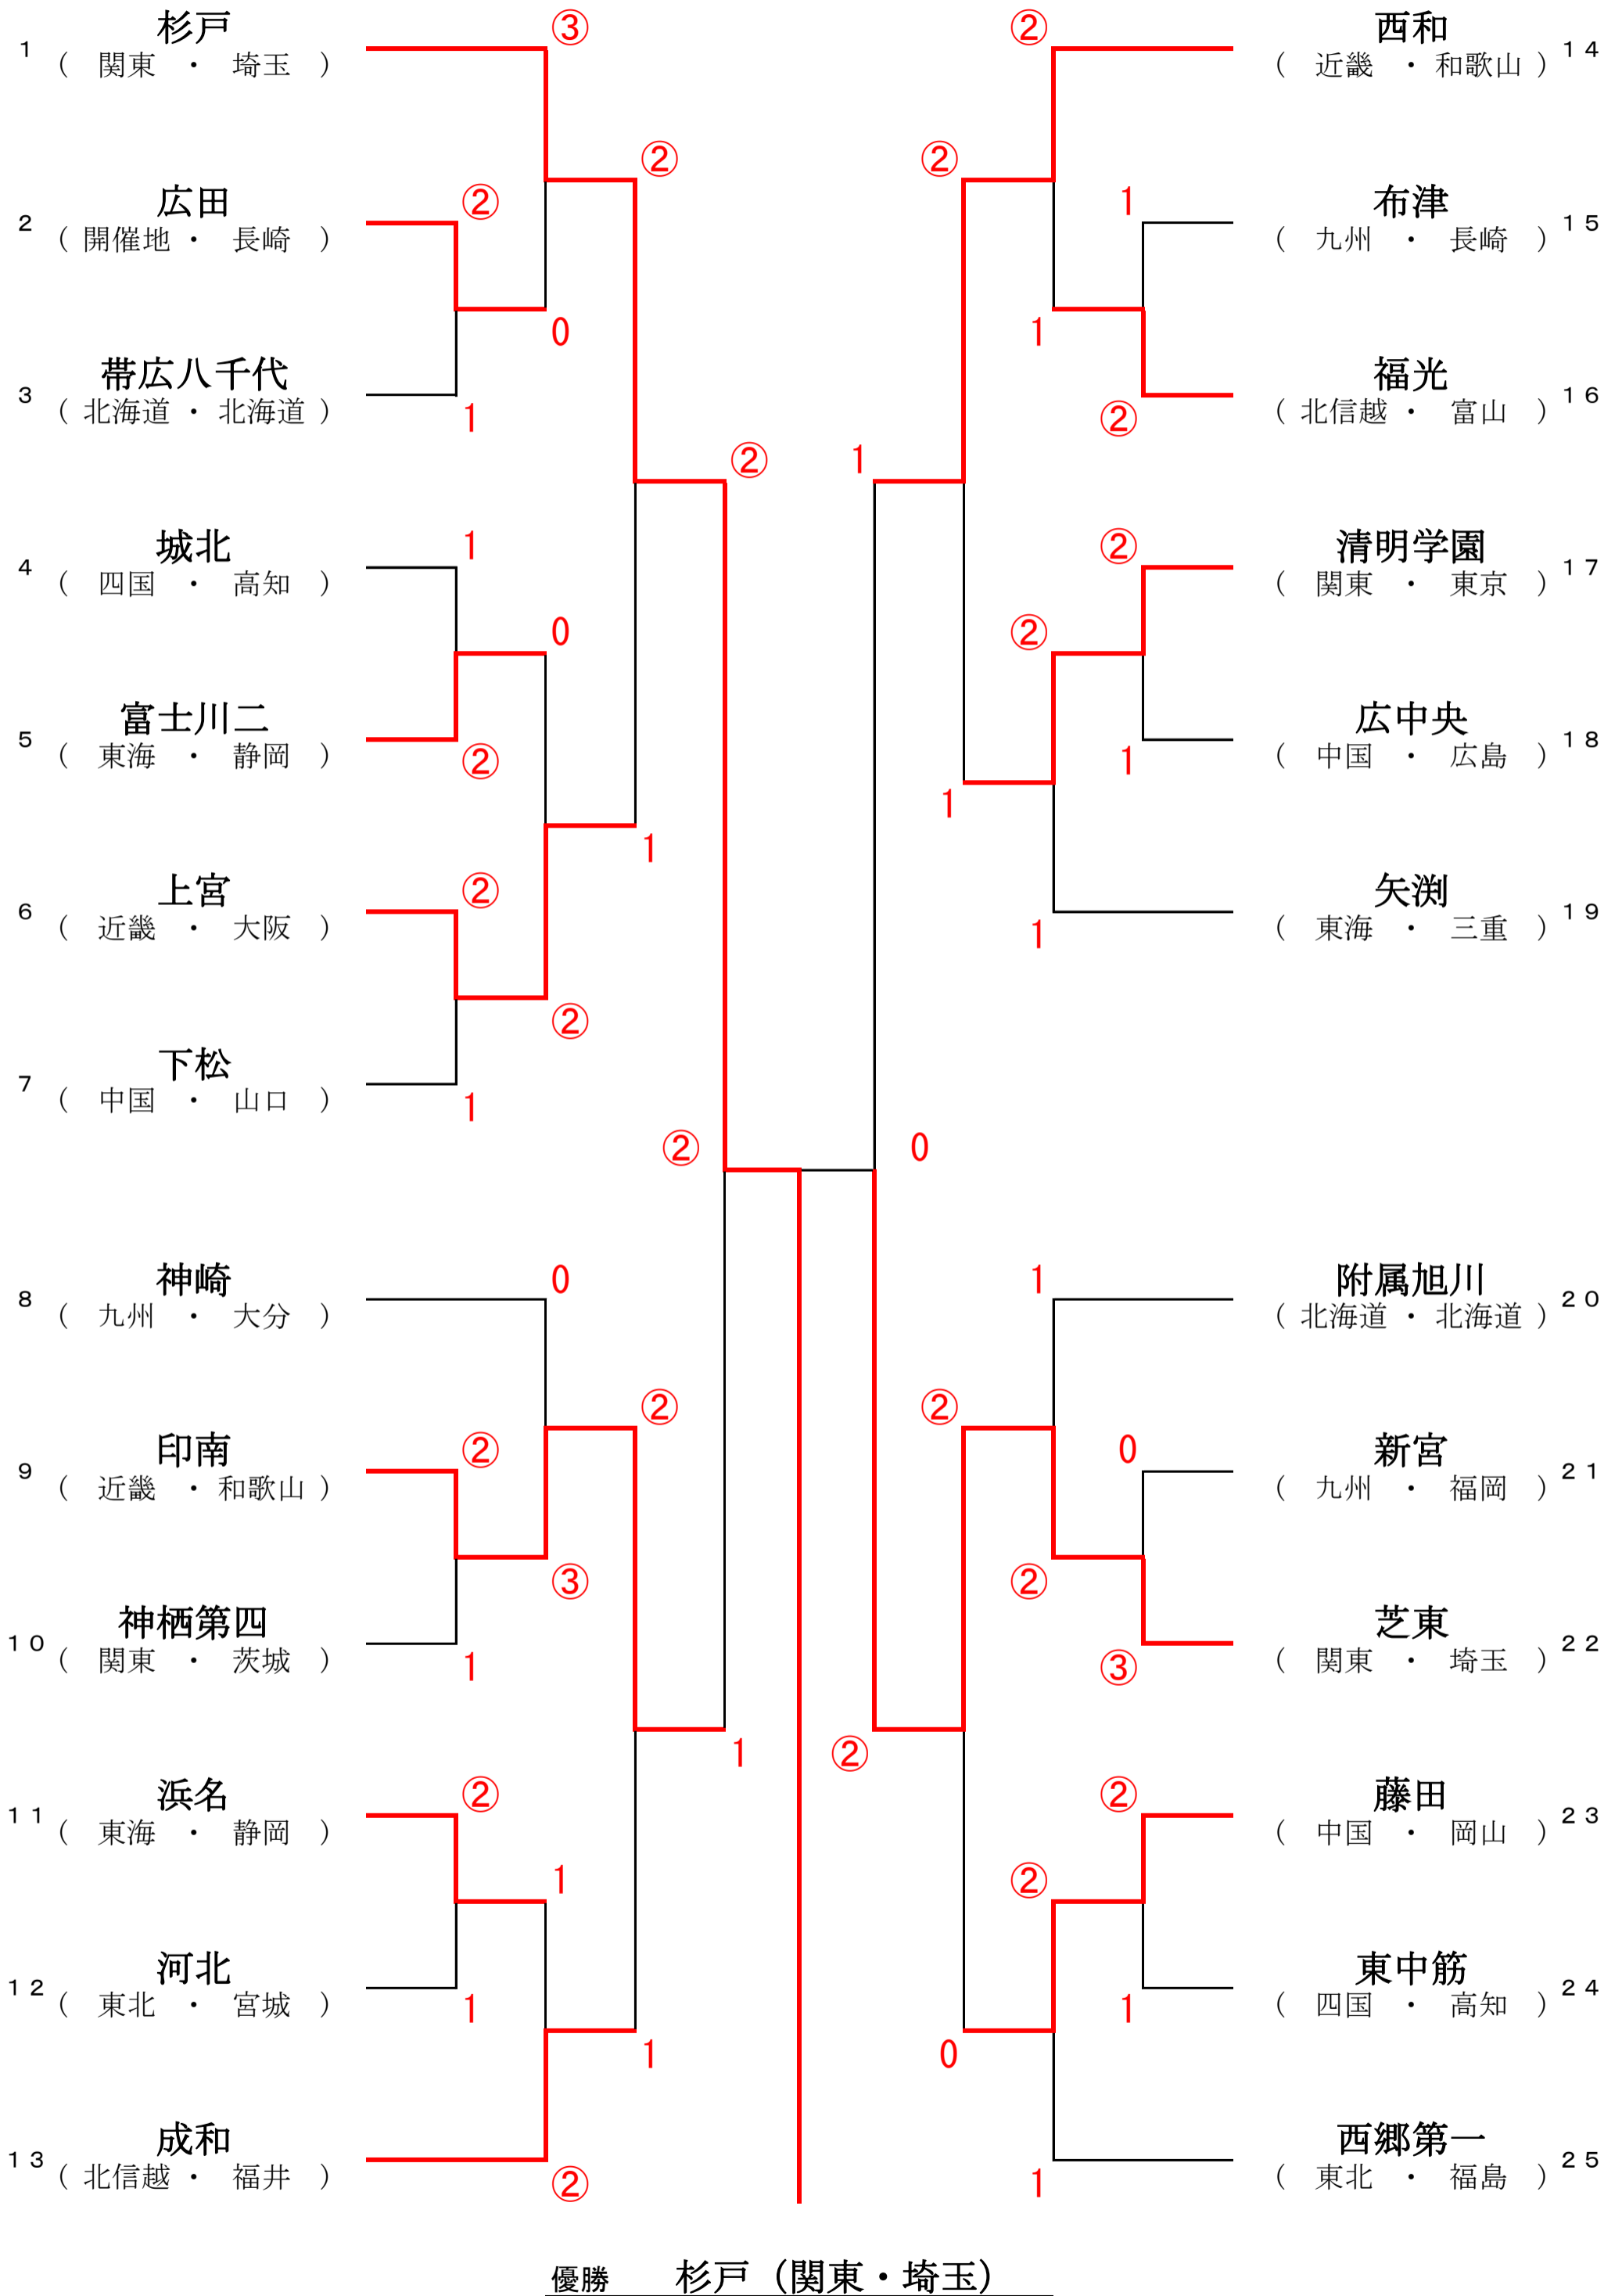 杉戸
1 ( 関東 ・ 埼玉 )
③
②
西和
( 近畿 ・ 和歌山 ) 14
②
②
広田
2 ( 開催地 ・ 長崎 )
②
1
布津
( 九州 ・ 長崎 ) 15
0
1
帯広八千代
3 ( 北海道 ・ 北海道 )
1
②
福光
( 北信越 ・ 富山 ) 16
②
1
城北
4 ( 四国 ・ 高知 )
1
②
清明学園
( 関東 ・ 東京 ) 17
0
②
富士川二
5 ( 東海 ・ 静岡 )
②
1
広中央
( 中国 ・ 広島 ) 18
1
1
上宮
6 ( 近畿 ・ 大阪 )
②
1
矢渕
( 東海 ・ 三重 ) 19
②
下松
7 ( 中国 ・ 山口 )
1
②
0
神崎
8 ( 九州 ・ 大分 )
0
1
附属旭川
( 北海道 ・ 北海道 ) 20
②
②
印南
9 ( 近畿 ・ 和歌山 )
②
0
新宮
( 九州 ・ 福岡 ) 21
③
②
神栖第四
10 ( 関東 ・ 茨城 )
1
③
芝東
( 関東 ・ 埼玉 ) 22
1
②
浜名
11 ( 東海 ・ 静岡 )
②
②
藤田
( 中国 ・ 岡山 ) 23
1
②
河北
12 ( 東北 ・ 宮城 )
1
1
東中筋
( 四国 ・ 高知 ) 24
1
0
成和
13 ( 北信越 ・ 福井 )
②
1
西郷第一
( 東北 ・ 福島 ) 25
優勝 杉戸（関東・埼玉）